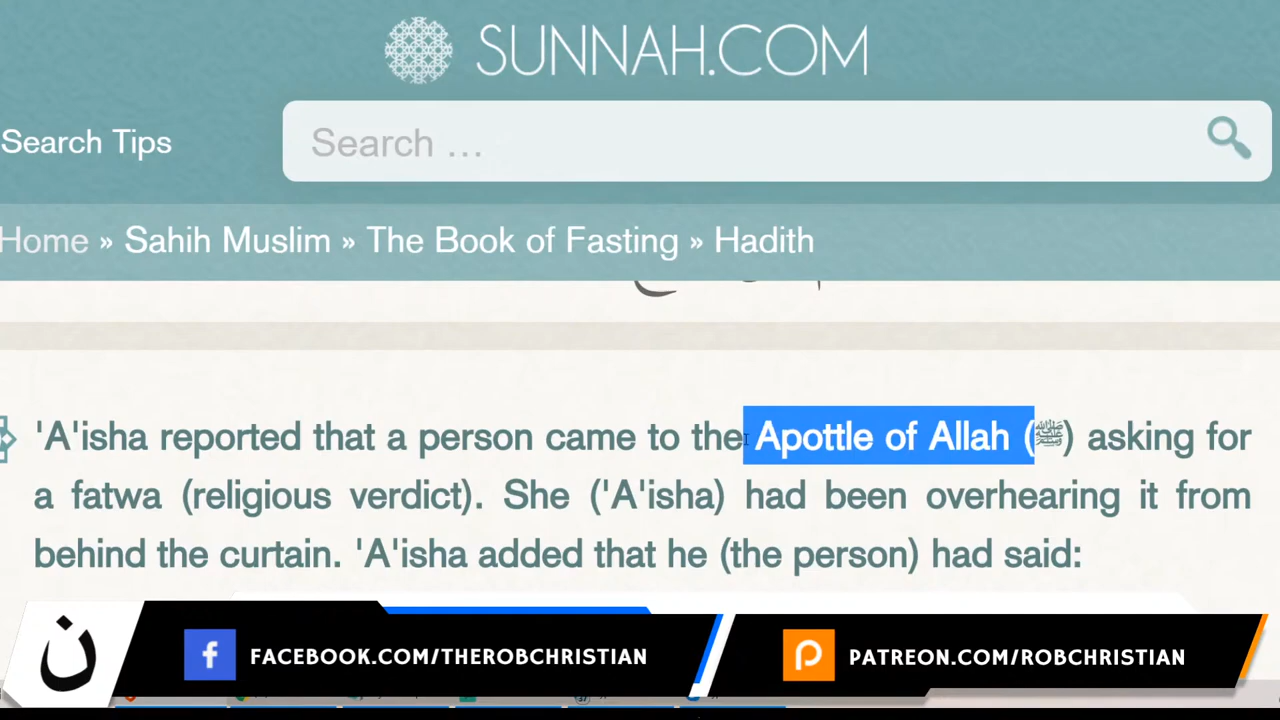 SUNNAH.COM
Search Tips
Search ...
Home » Sahih Muslim » The Book of Fasting » Hadith
'A'isha reported that a person came to the Apottle of Allah (ﷺ) asking for
a fatwa (religious verdict). She ('A'isha) had been overhearing it from
behind the curtain. 'A'isha added that he (the person) had said:
ن
f FACEBOOK.COM/THEROBCHRISTIAN
PATREON.COM/ROBCHRISTIAN